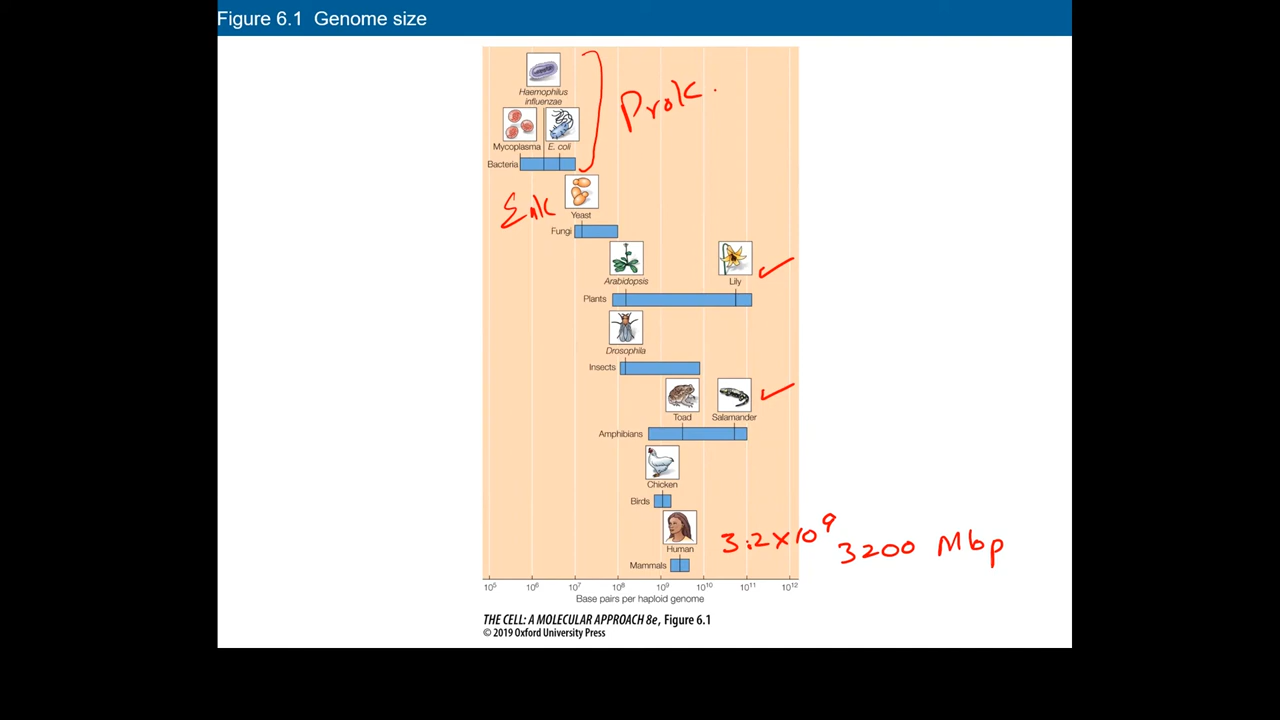 Figure 6.1 Genome size
Haemophilus
influenzae
Prok.
Mycoplasma E. coli
Bacteria
Euk
Yeast
Fungi
Arabidopsis Lily
Plants
Drosophila
Insects
Toad Salamander
Amphibians
Chicken
Birds
Human
3.2x10⁹ 3200 Mbp
Mammals
10⁵ 10⁶ 10⁷ 10⁸ 10⁹ 10¹⁰ 10¹¹ 10¹²
Base pairs per haploid genome
THE CELL: A MOLECULAR APPROACH 8e, Figure 6.1
© 2019 Oxford University Press